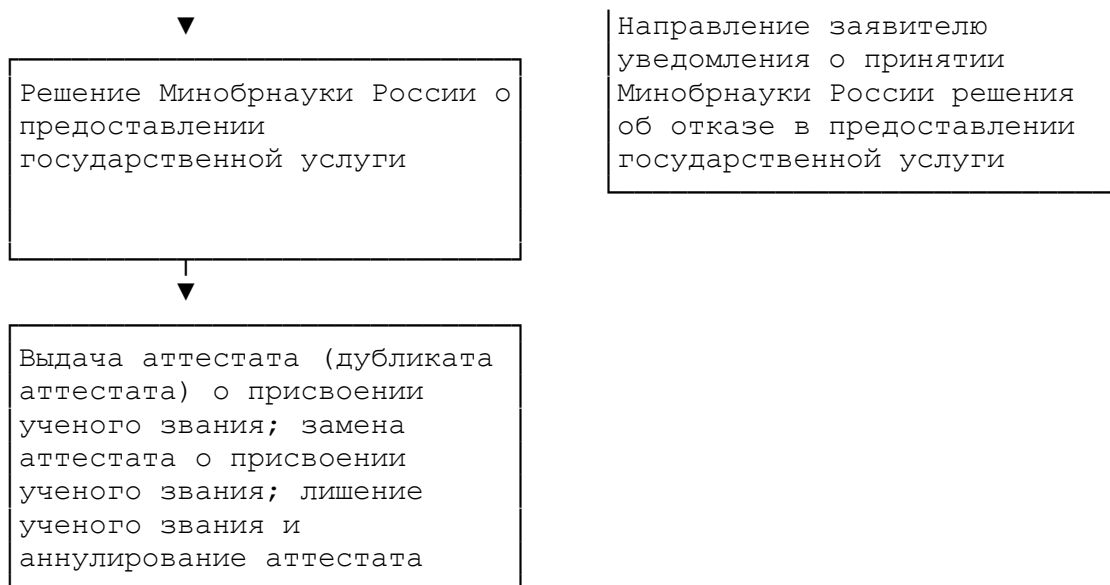 Решение Минобрнауки России о
предоставлении
государственной услуги
Направление заявителю
уведомления о принятии
Минобрнауки России решения
об отказе в предоставлении
государственной услуги
Выдача аттестата (дубликата
аттестата) о присвоении
ученого звания; замена
аттестата о присвоении
ученого звания; лишение
ученого звания и
аннулирование аттестата